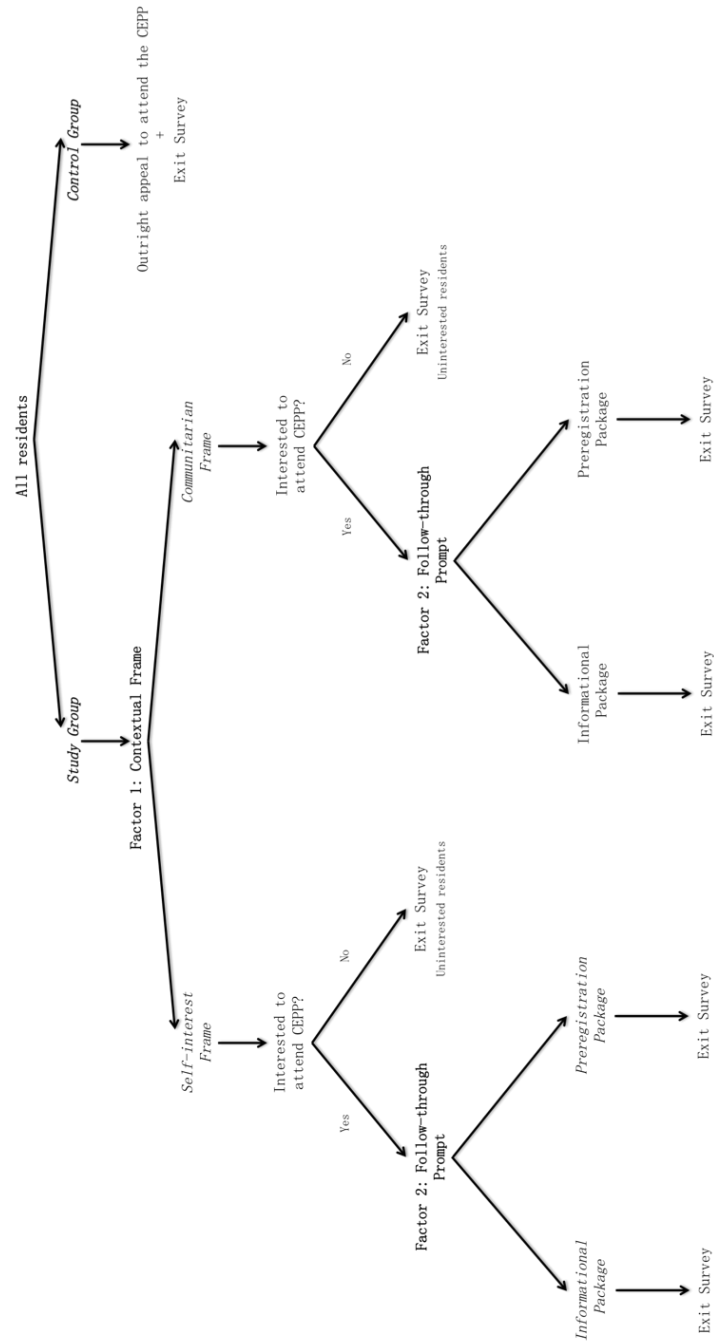 All residents
Study Group
Control Group
Factor 1: Contextual Frame
Outright appeal to attend the CEPP
+
Exit Survey
Self-interest
Frame
Communitarian
Frame
Interested to
attend CEPP?
Interested to
attend CEPP?
Yes
No
Yes
No
Factor 2: Follow-through
Prompt
Exit Survey
Uninterested residents
Factor 2: Follow-through
Prompt
Exit Survey
Uninterested residents
Informational
Package
Preregistration
Package
Informational
Package
Preregistration
Package
Exit Survey
Exit Survey
Exit Survey
Exit Survey